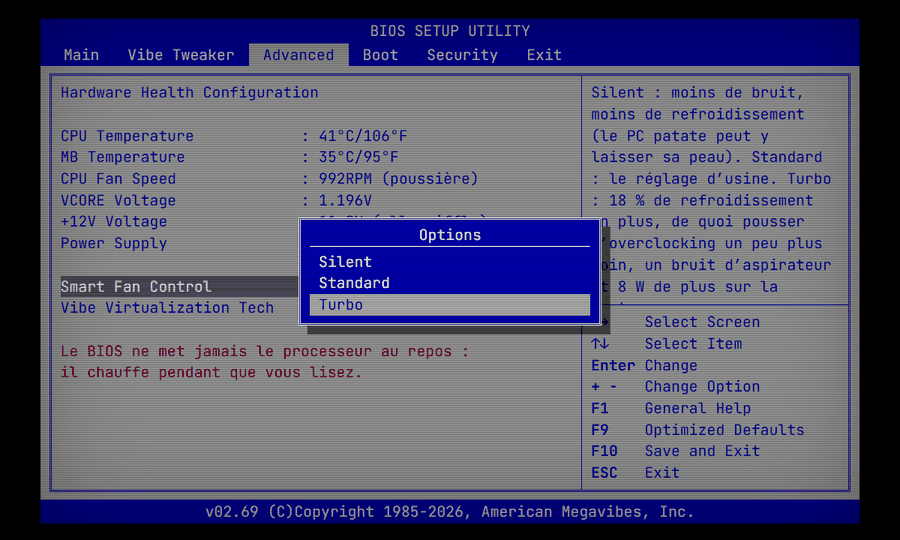 BIOS SETUP UTILITY
Main Vibe Tweaker Advanced Boot Security Exit
Hardware Health Configuration
CPU Temperature : 41°C/106°F
MB Temperature : 35°C/95°F
CPU Fan Speed : 992RPM (poussière)
VCORE Voltage : 1.196V
+12V Voltage
Power Supply
Smart Fan Control
Vibe Virtualization Tech
Le BIOS ne met jamais le processeur au repos :
il chauffe pendant que vous lisez.
Options
Silent
Standard
Turbo
Silent : moins de bruit,
moins de refroidissement
(le PC patate peut y
laisser sa peau). Standard
: le réglage d’usine. Turbo
: 18 % de refroidissement
plus, de quoi pousser
overclocking un peu plus
un bruit d’aspirateur
8 W de plus sur la
Select Screen
↑↓ Select Item
Enter Change
+ - Change Option
F1 General Help
F9 Optimized Defaults
F10 Save and Exit
ESC Exit
v02.69 (C)Copyright 1985-2026, American Megavibes, Inc.